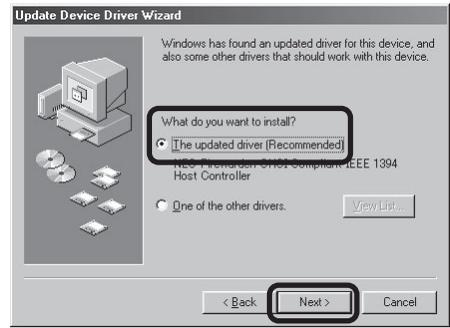 Update Device Driver Wizard
Windows has found an updated driver for this device, and
also some other drivers that should work with this device.
What do you want to install?
The updated driver (Recommended)
NEC Firewarden OHCI Compliant IEEE 1394
Host Controller
One of the other drivers.
View List...
< Back
Next >
Cancel